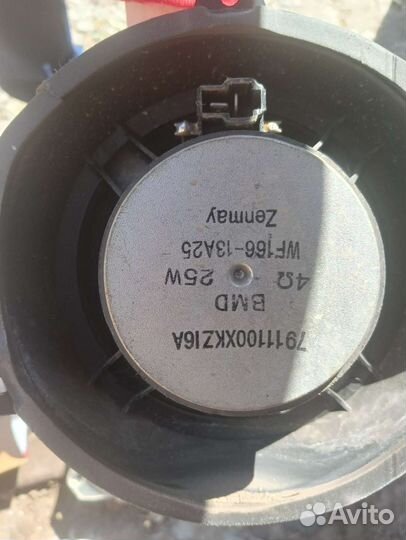 7911100XKZ16A
BMD
4Ω 25W
WF166-13A25
Zenmay
Avito